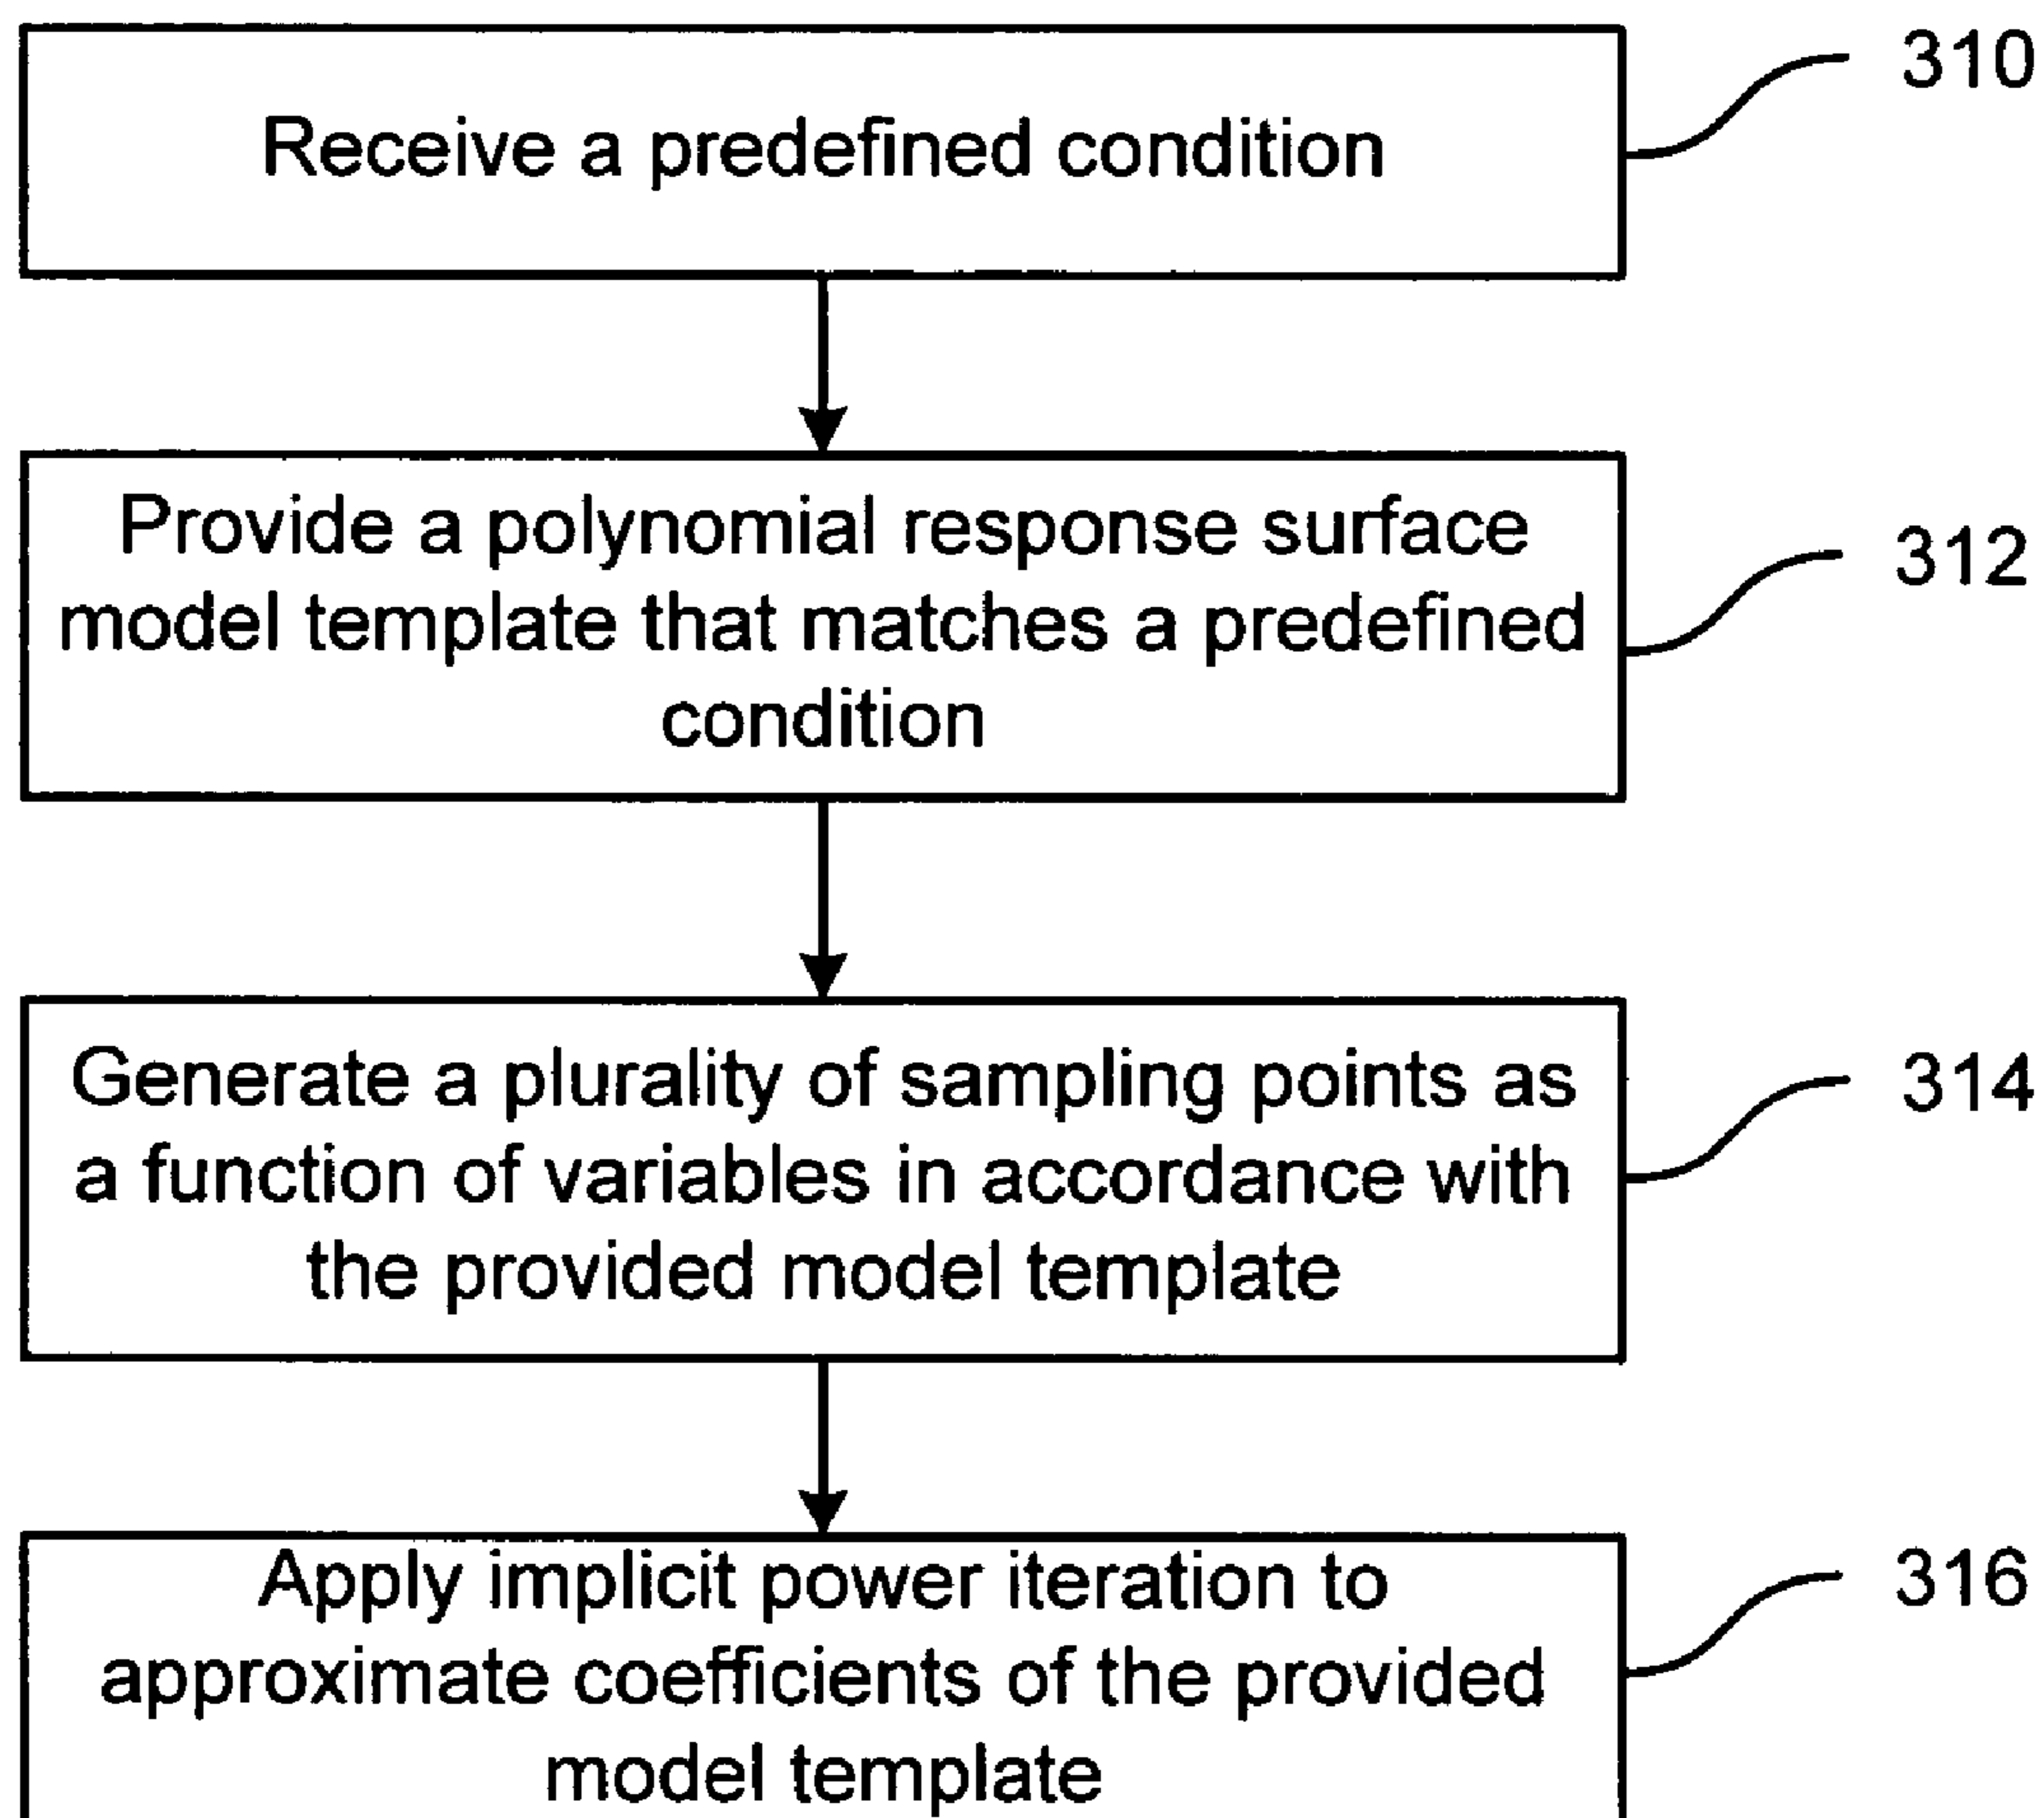 Receive a predefined condition
310
Provide a polynomial response surface
model template that matches a predefined
condition
312
Generate a plurality of sampling points as
a function of variables in accordance with
the provided model template
314
Apply implicit power iteration to
approximate coefficients of the provided
model template
316